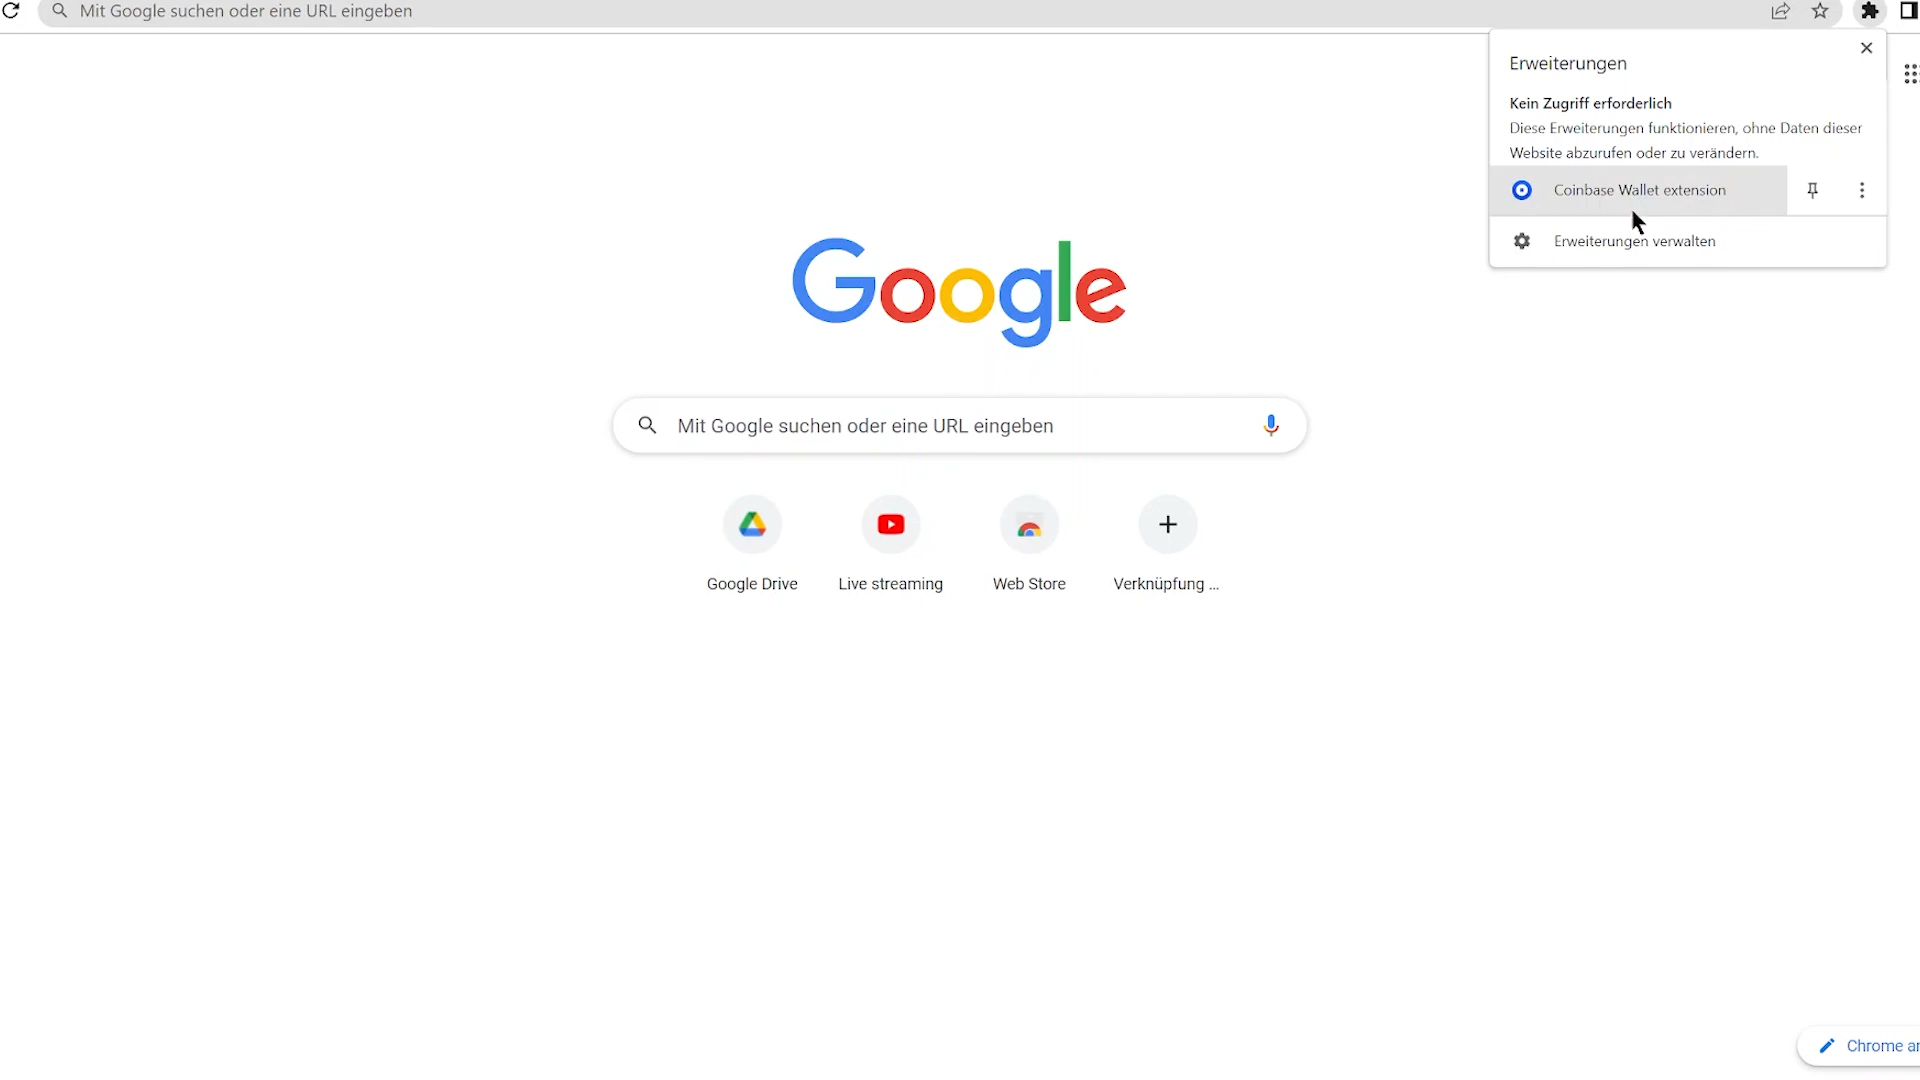 Mit Google suchen oder eine URL eingeben
Erweiterungen
Kein Zugriff erforderlich
Diese Erweiterungen funktionieren, ohne Daten dieser
Website abzurufen oder zu verändern.
Coinbase Wallet extension
Erweiterungen verwalten
Google
Mit Google suchen oder eine URL eingeben
Google Drive
Live streaming
Web Store
Verknüpfung ...
Chrome